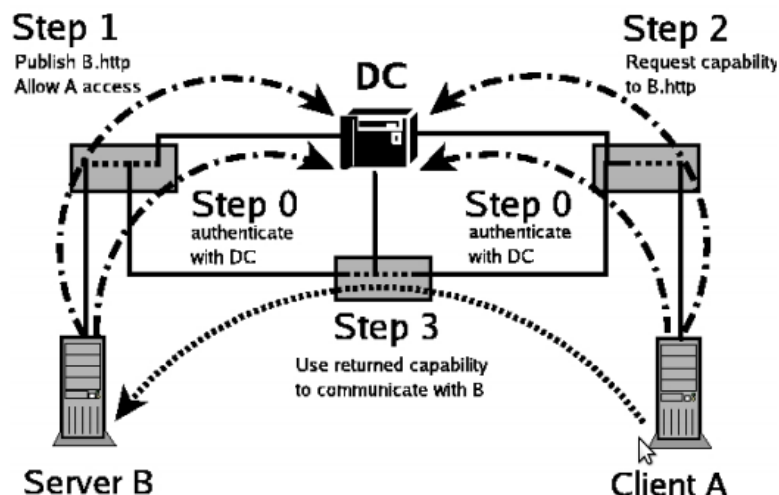 Step 1
Publish B.http
Allow A access
Step 2
Request capability
to B.http
DC
Step 0
authenticate
with DC
Step 0
authenticate
with DC
Step 3
Use returned capability
to communicate with B
Server B
Client A